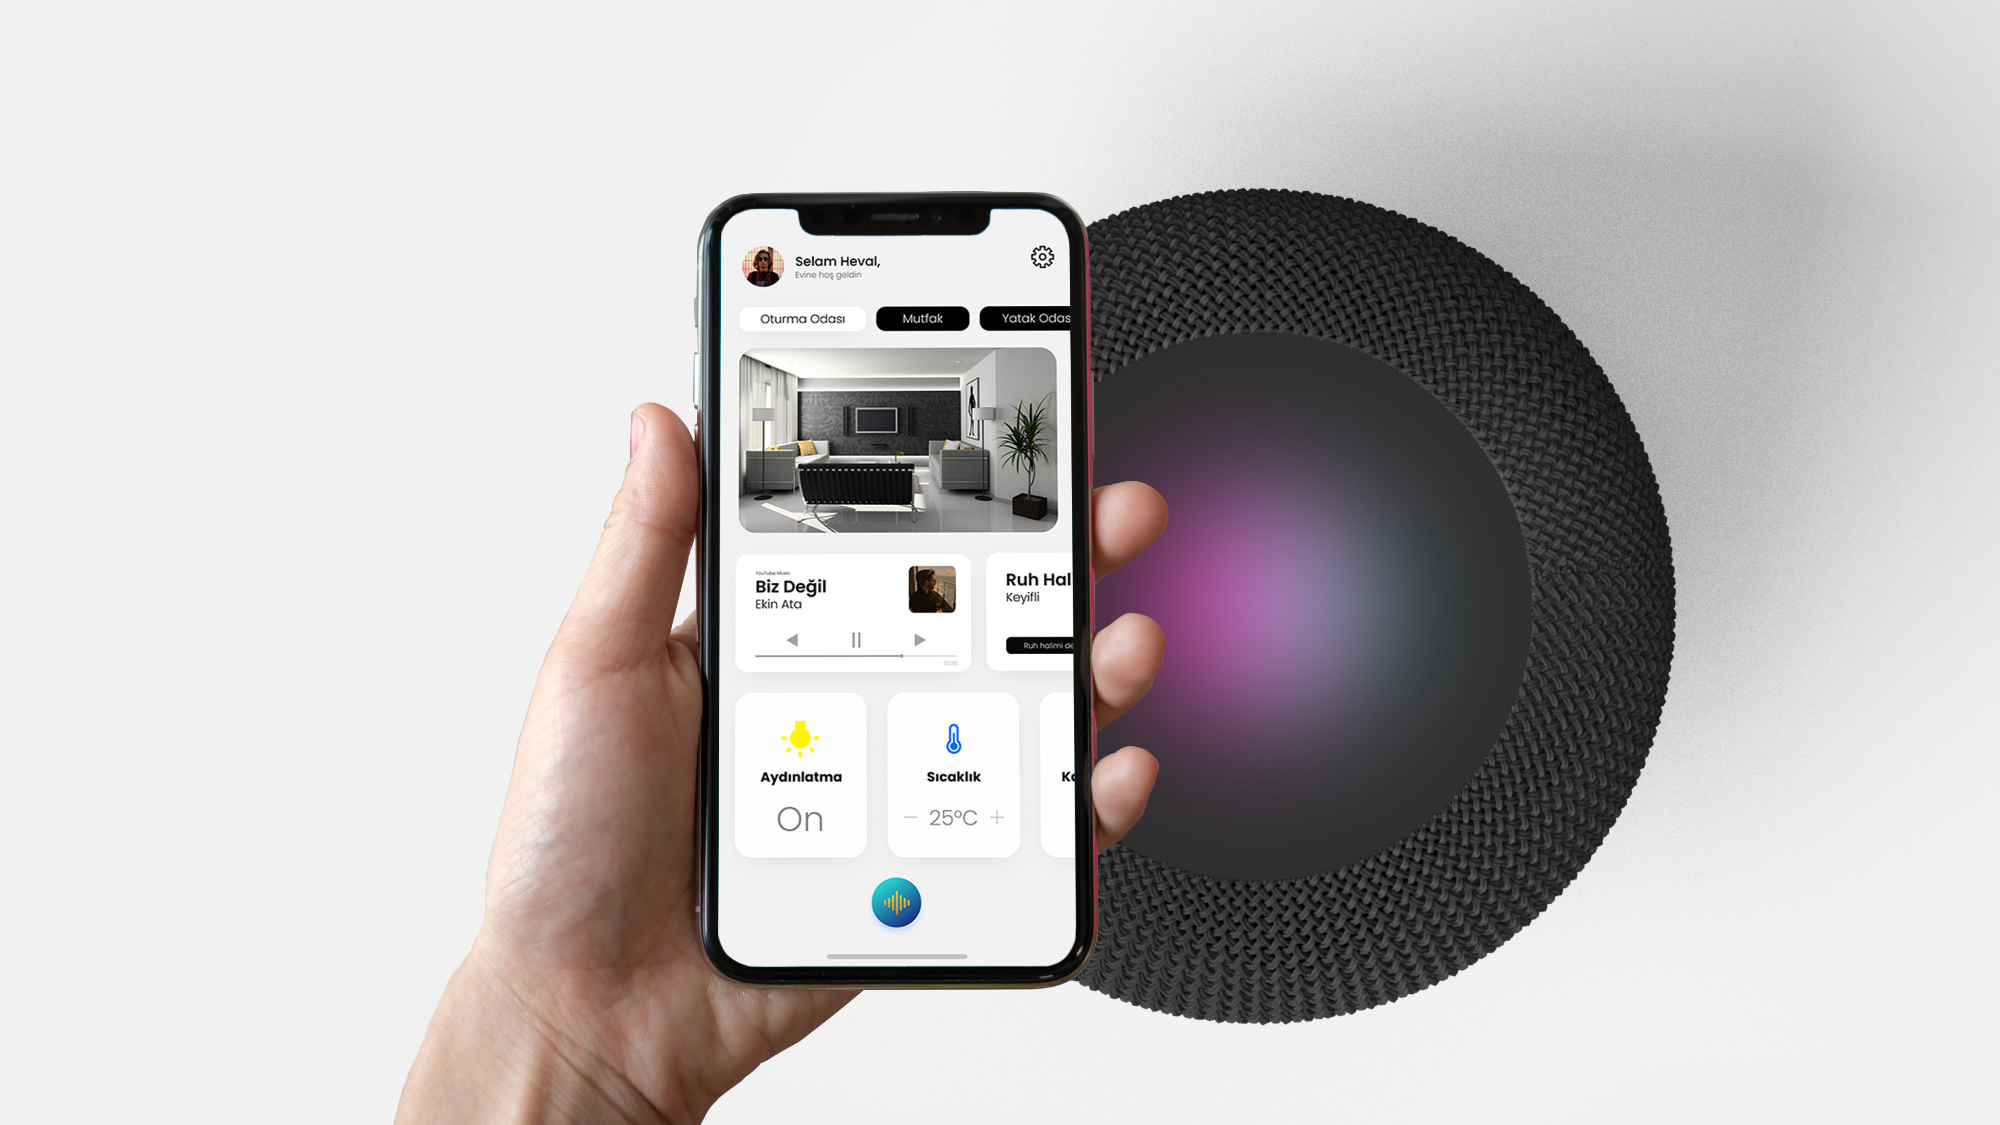 Selam Heval,
Evine hoş geldin
Oturma Odası
Mutfak
Yatak Odas
YouTube Music
Biz Değil
Ekin Ata
Ruh Hal
Keyifli
Ruh halimi de
Aydınlatma
On
Sıcaklık
25°C